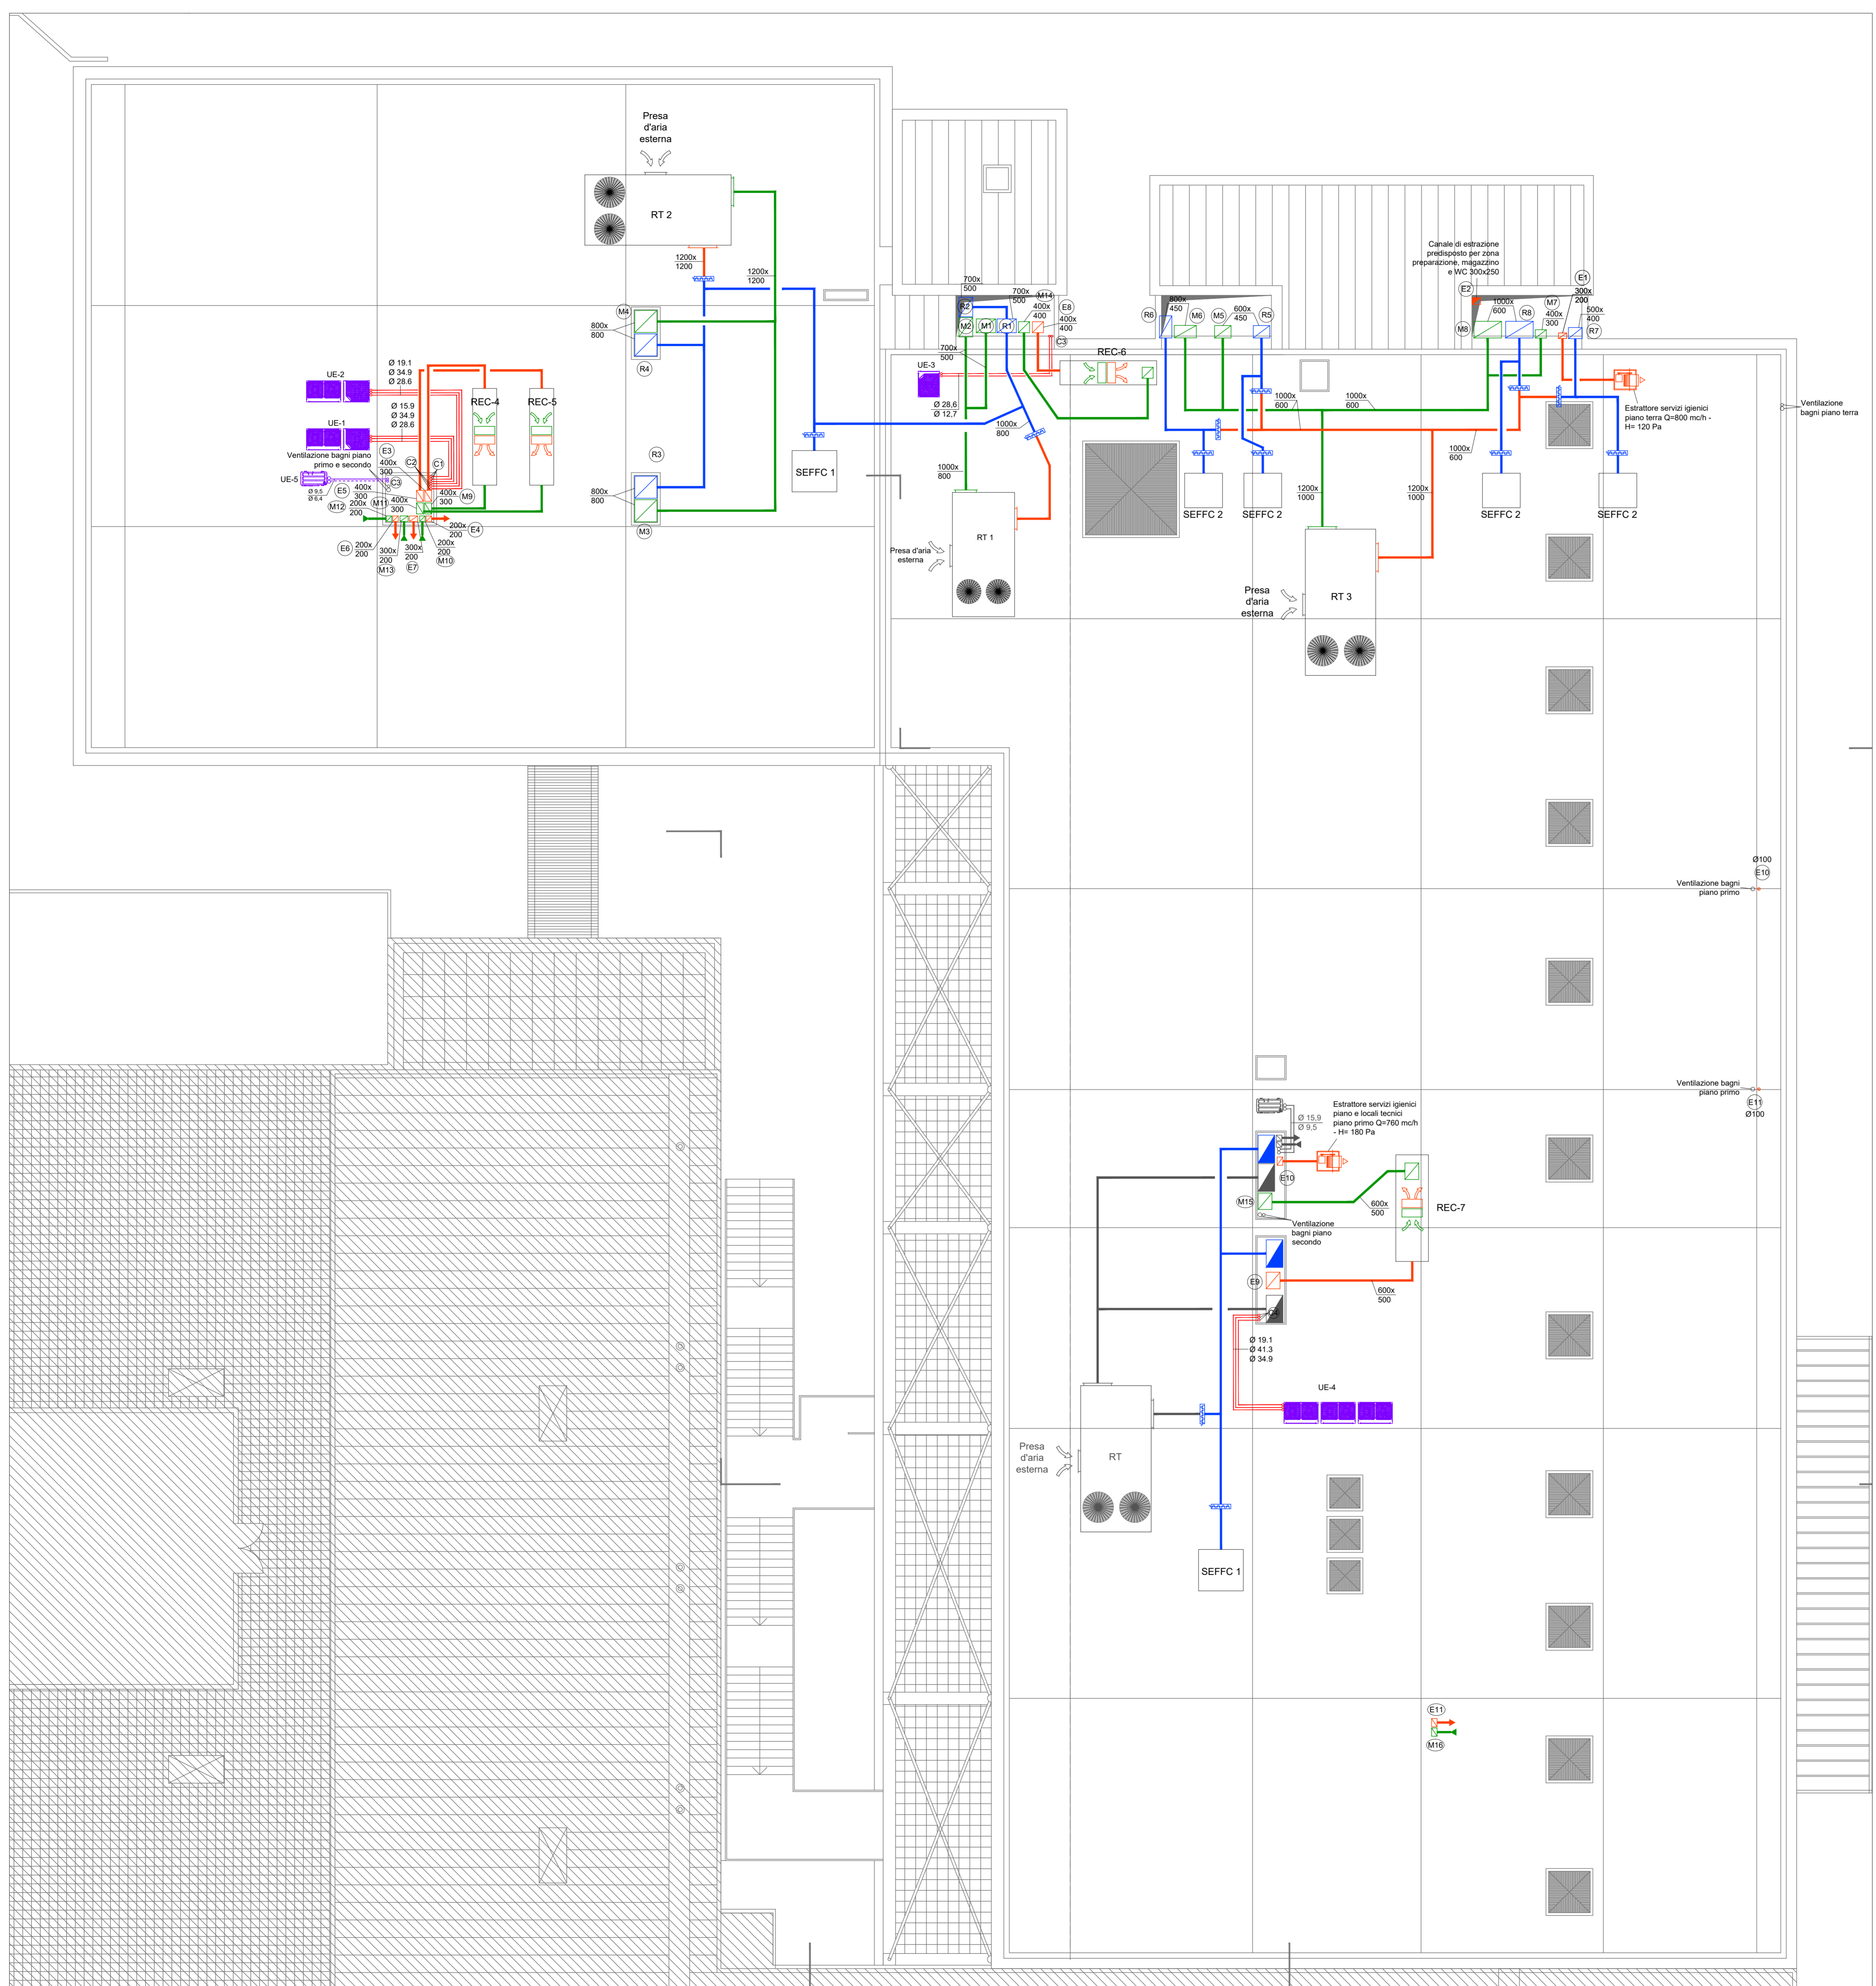 Presa
d'aria
esterna
RT 2
1200x
1200
1200x
1200
M4
800x
800
R4
R3
800x
800
M3
SEFFC 1
UE-2
Ø 19.1
Ø 34.9
Ø 28.6
Ø 15.9
Ø 34.9
Ø 28.6
UE-1
REC-4
REC-5
Ventilazione bagni piano
primo e secondo
E3
400x
300
C2
C1
UE-5
C3
Ø 9,5
Ø 6,4
E5
400x
300
M11
400x
300
400x
300
M9
M12
200x
200
200x
200
E4
E6
200x
200
300x
200
M13
300x
200
E7
200x
200
M10
700x
500
R2
700x
500
M14
400x
400
E8
400x
400
M2
M1
R1
C3
700x
500
REC-6
UE-3
Ø 28,6
Ø 12,7
1000x
800
1000x
800
RT 1
Presa d'aria
esterna
R6
800x
450
M6
M5
600x
450
R5
1000x
600
1000x
600
1000x
600
SEFFC 2
SEFFC 2
SEFFC 2
SEFFC 2
1200x
1000
1200x
1000
Presa
d'aria
esterna
RT 3
Canale di estrazione
predisposto per zona
preparazione, magazzino
e WC 300x250
E2
1000x
600
M8
R8
M7
400x
300
E1
300x
200
500x
400
R7
Estrattore servizi igienici
piano terra Q=800 mc/h -
H= 120 Pa
Ventilazione
bagni piano terra
Ø100
E10
Ventilazione bagni
piano primo
Ventilazione bagni
piano primo
E11
Ø100
Ø 15,9
Ø 9,5
Estrattore servizi igienici
piano e locali tecnici
piano primo Q=760 mc/h
- H= 180 Pa
E10
M15
600x
500
REC-7
Ventilazione
bagni piano
secondo
E9
600x
500
Ø 19.1
Ø 41.3
Ø 34.9
UE-4
Presa
d'aria
esterna
RT
SEFFC 1
E11
M16